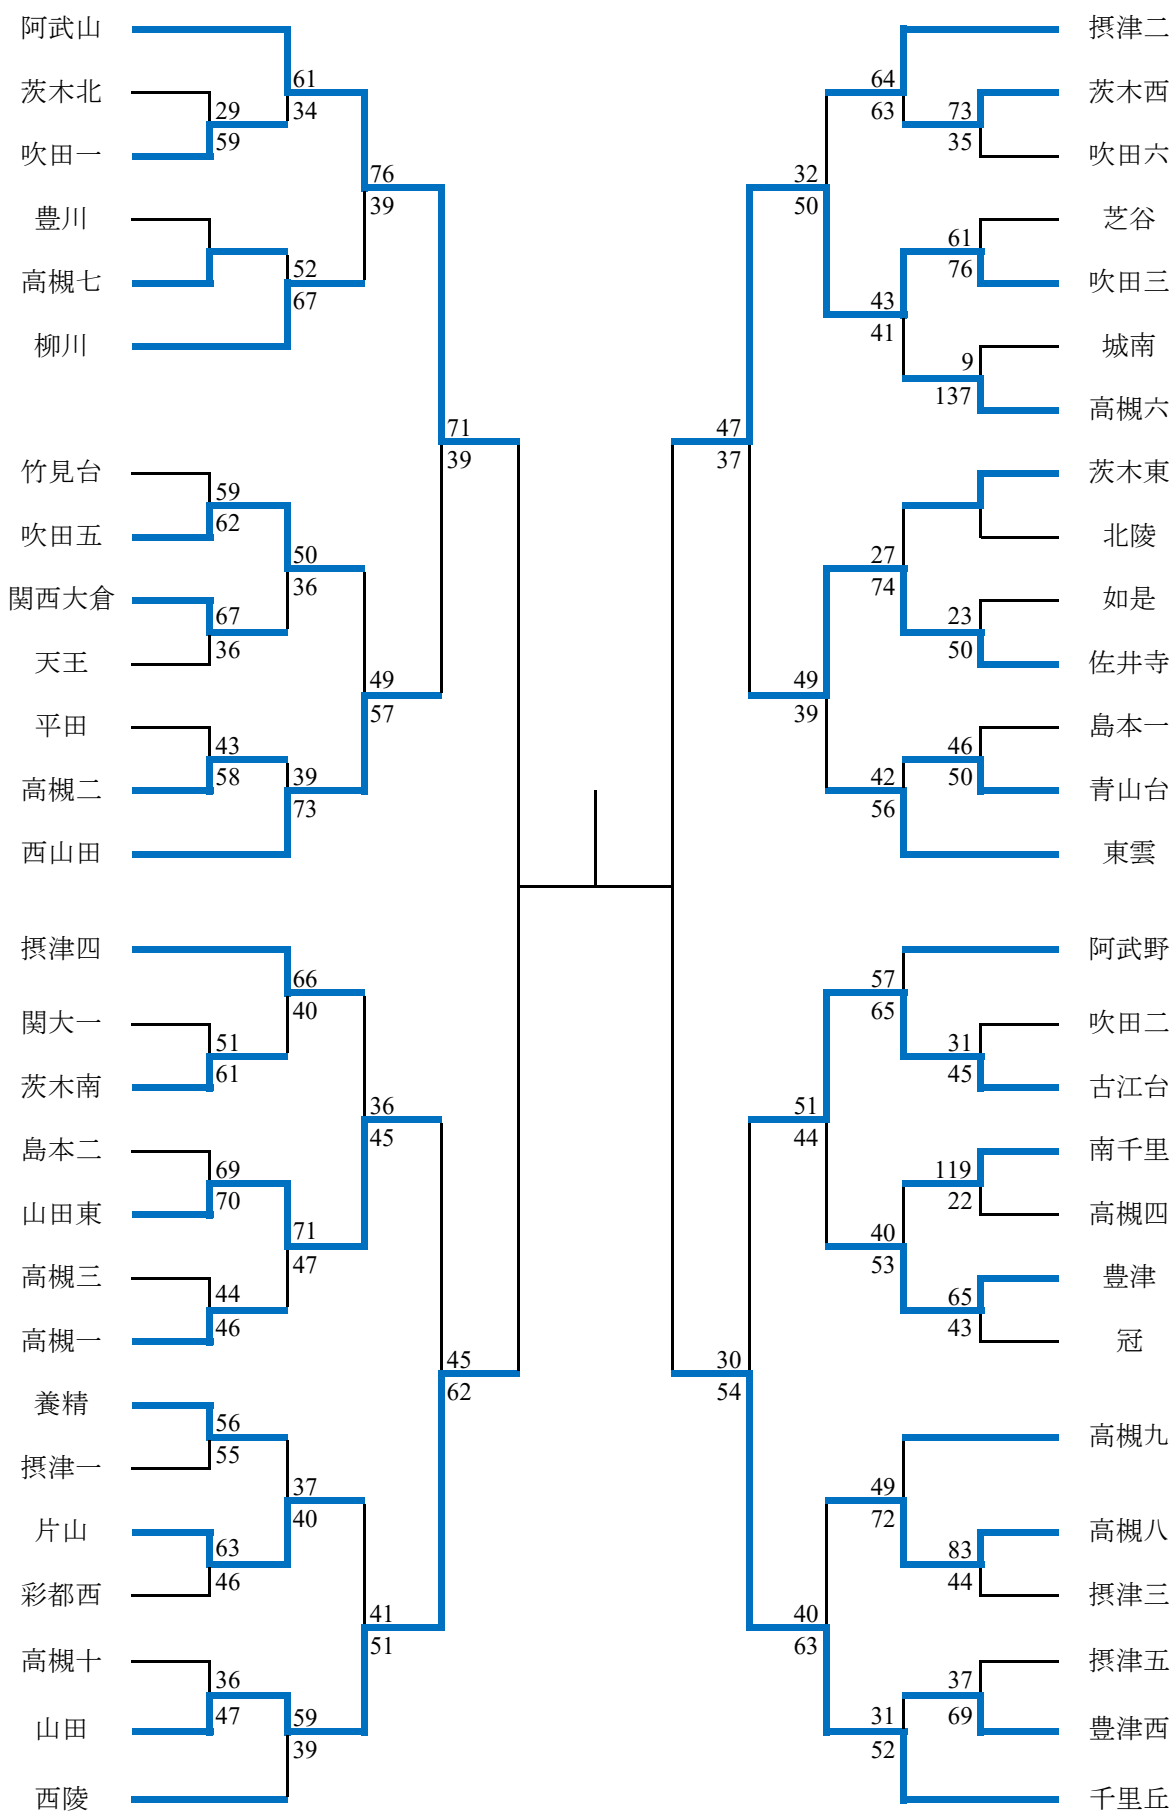 阿武山
61
34
茨木北
29
59
吹田一
76
39
豊川
高槻七
52
67
柳川
71
39
竹見台
59
62
吹田五
50
36
関西大倉
67
36
天王
49
57
平田
43
58
高槻二
39
73
西山田
摂津四
66
40
関大一
51
61
茨木南
36
45
島本二
69
70
山田東
71
47
高槻三
44
46
高槻一
45
62
養精
56
55
摂津一
37
40
片山
63
46
彩都西
41
51
高槻十
36
47
山田
59
39
西陵
摂津二
64
63
茨木西
73
35
吹田六
32
50
芝谷
61
76
吹田三
43
41
城南
9
137
高槻六
47
37
茨木東
北陵
27
74
如是
23
50
佐井寺
49
39
島本一
46
50
青山台
42
56
東雲
阿武野
57
65
吹田二
31
45
古江台
51
44
南千里
119
22
高槻四
40
53
豊津
65
43
冠
30
54
高槻九
49
72
高槻八
83
44
摂津三
40
63
摂津五
37
69
豊津西
31
52
千里丘